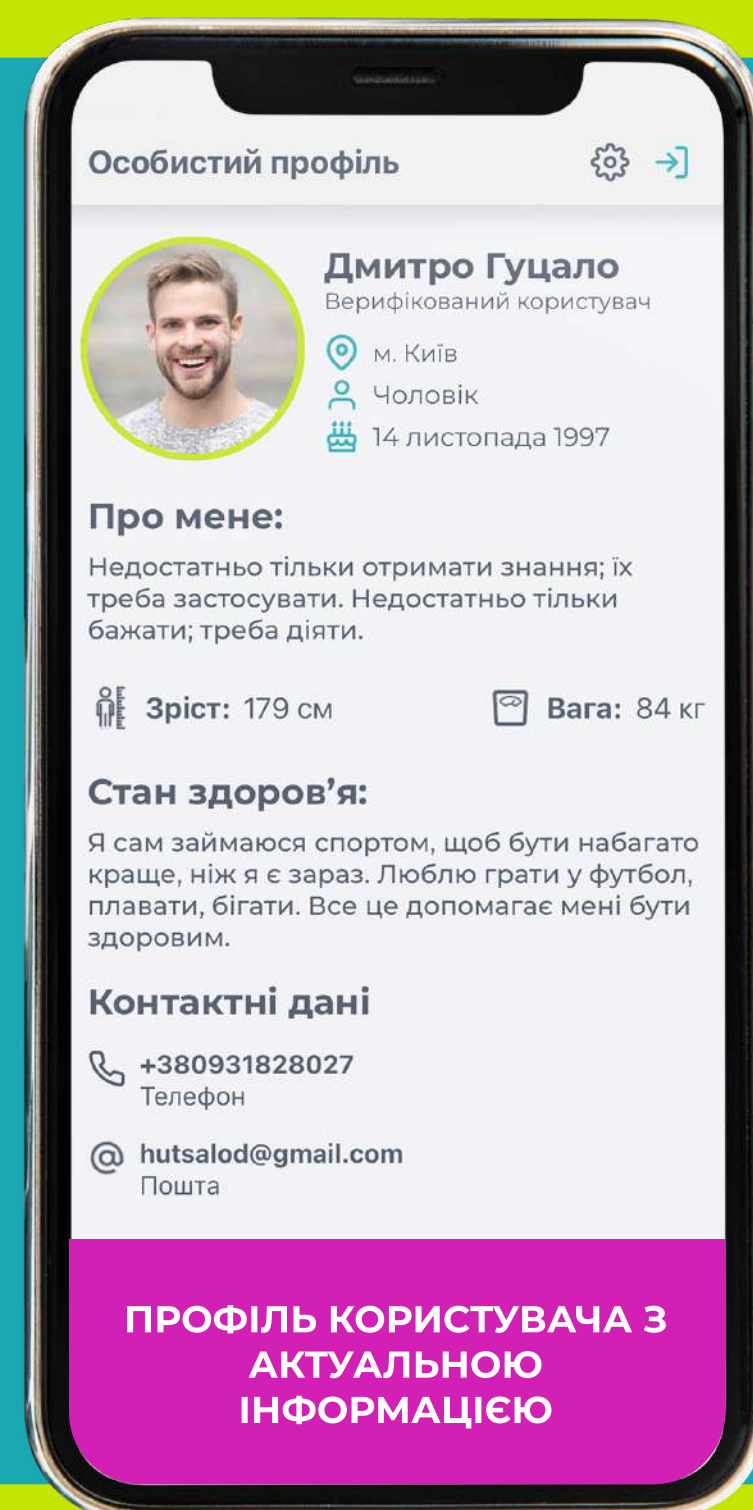 Особистий профіль
Дмитро Гуцало
Верифікований користувач
м. Київ
Чоловік
14 листопада 1997
Про мене:
Недостатньо тільки отримати знання; їх
треба застосувати. Недостатньо тільки
бажати; треба діяти.
Зріст: 179 см
Вага: 84 кг
Стан здоров’я:
Я сам займаюся спортом, щоб бути набагато
краще, ніж я є зараз. Люблю грати у футбол,
плавати, бігати. Все це допомагає мені бути
здоровим.
Контактні дані
+380931828027
Телефон
@ hutsalod@gmail.com
Пошта
ПРОФІЛЬ КОРИСТУВАЧА З
АКТУАЛЬНОЮ
ІНФОРМАЦІЄЮ